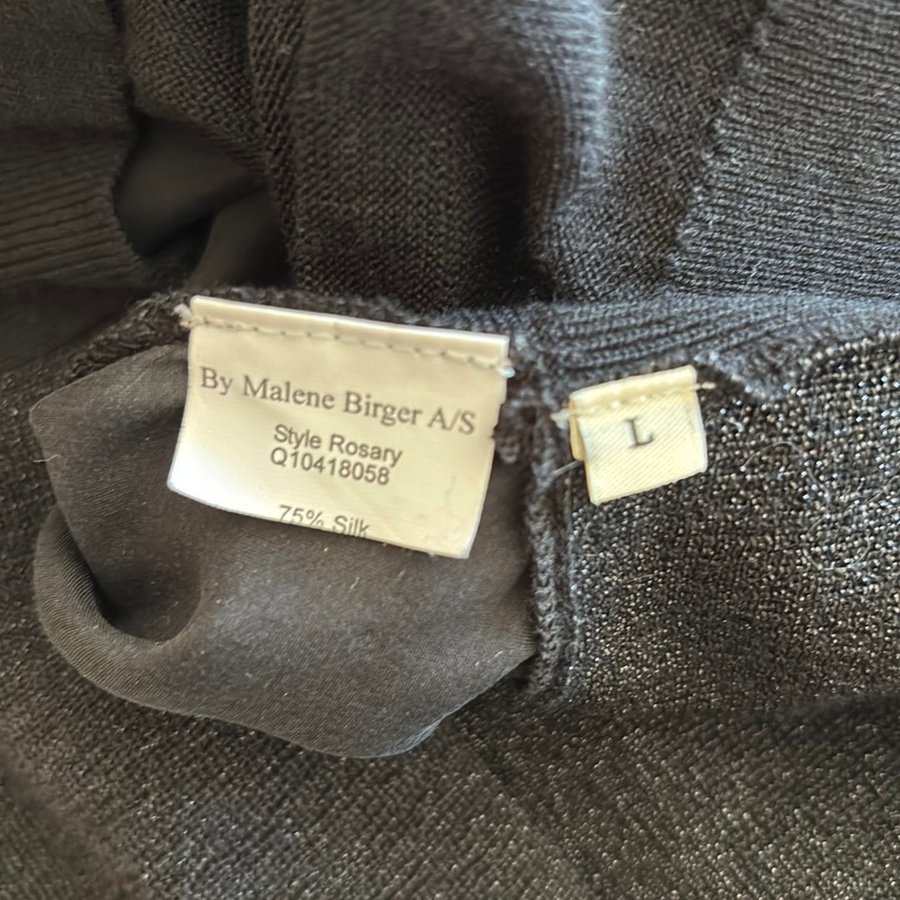 By Malene Birger A/S
Style Rosary
Q10418058
75% Silk
L